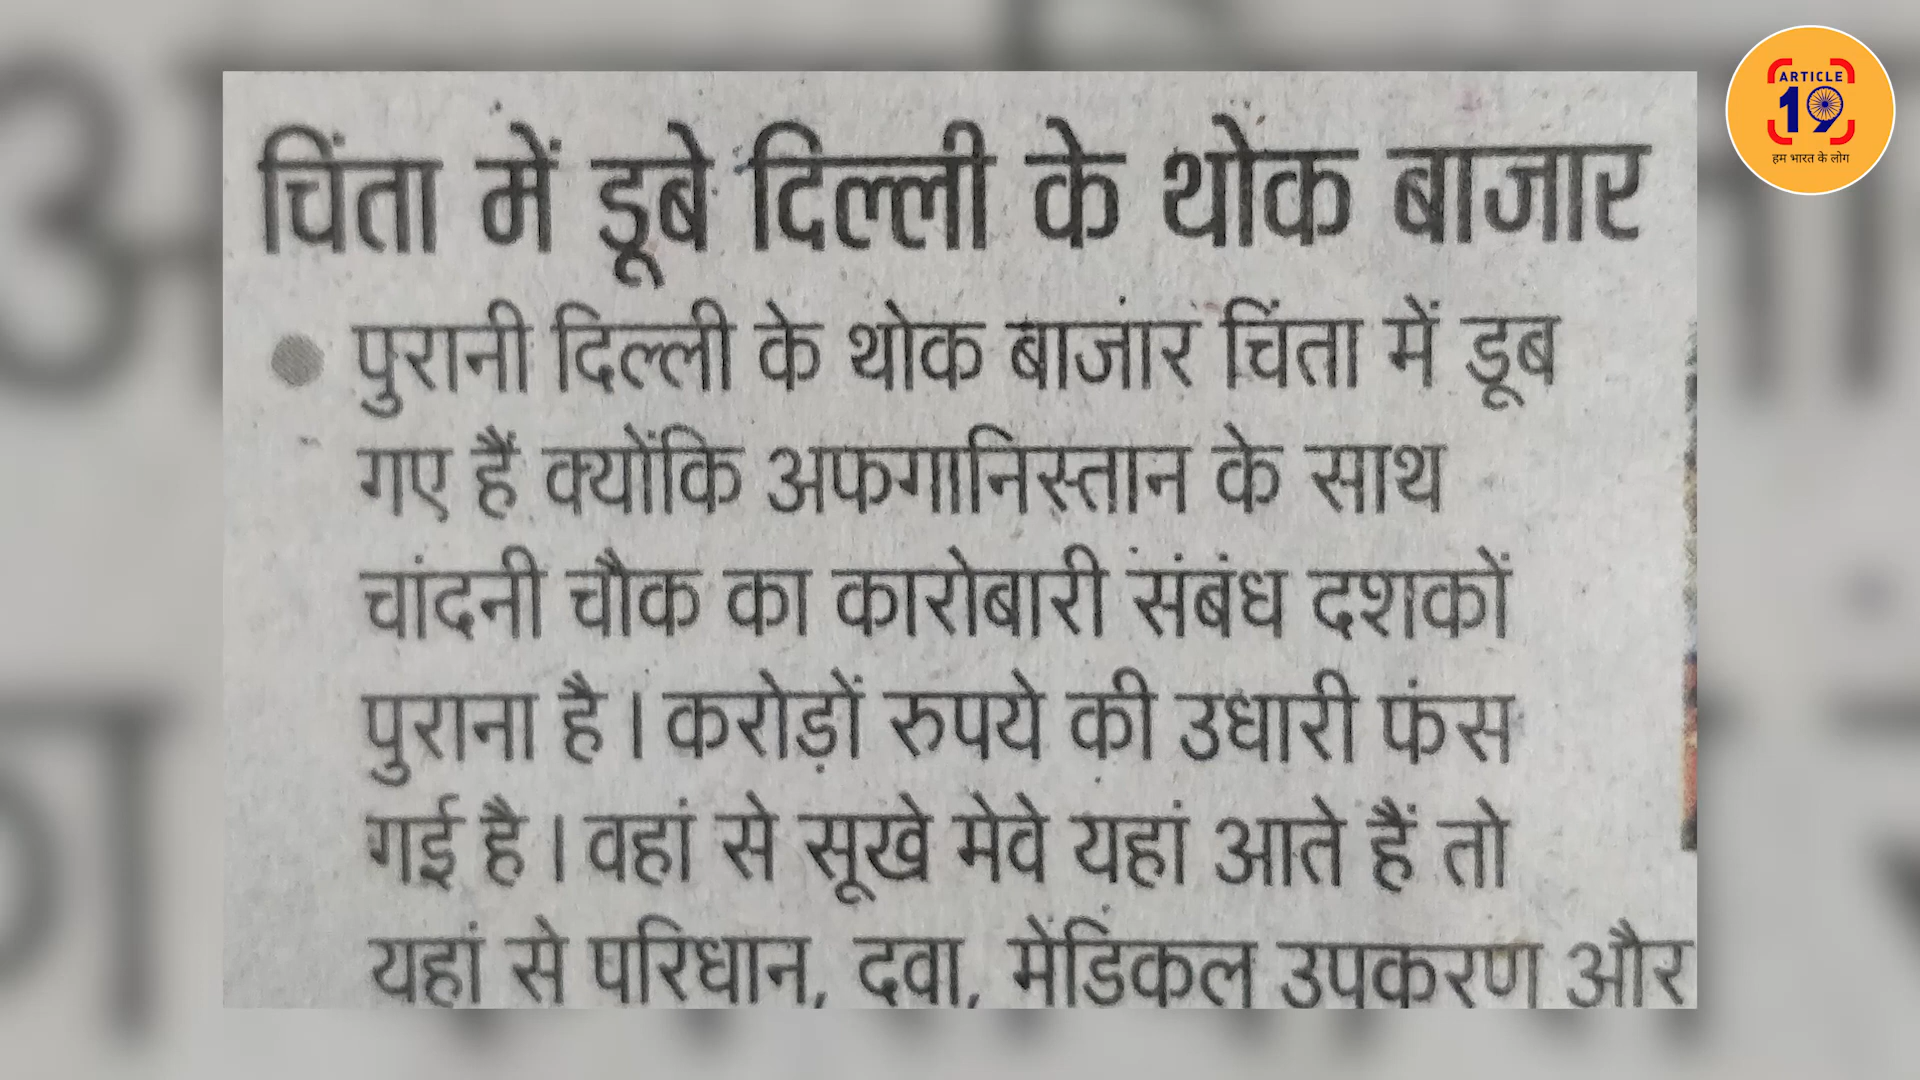 ARTICLE
19
हम भारत के लोग
चिंता में डूबे दिल्ली के थोक बाजार
पुरानी दिल्ली के थोक बाजार चिंता में डूब
गए हैं क्योंकि अफगानिस्तान के साथ
चांदनी चौक का कारोबारी संबंध दशकों
पुराना है। करोड़ों रुपये की उधारी फंस
गई है। वहां से सूखे मेवे यहां आते हैं तो
यहां से परिधान, दवा, मेडिकल उपकरण और